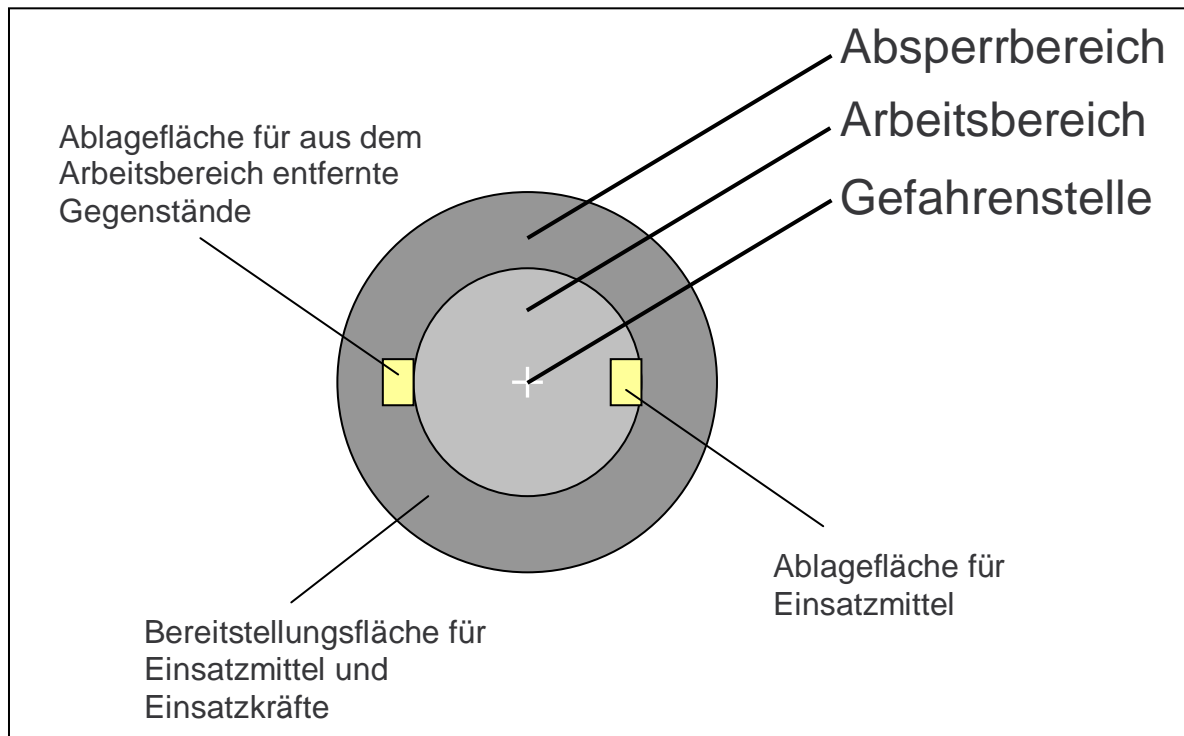 Absperrbereich
Arbeitsbereich
Gefahrenstelle
Ablagefläche für aus dem
Arbeitsbereich entfernte
Gegenstände
Ablagefläche für
Einsatzmittel
Bereitstellungsfläche für
Einsatzmittel und
Einsatzkräfte